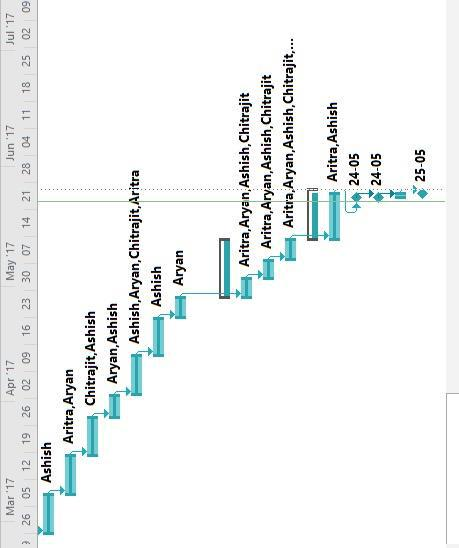 Mar '17 Apr '17 May '17 Jun '17 Jul '17
9 26 05 12 19 26 02 09 16 23 30 07 14 21 28 04 11 18 25 02 09
Ashish
Aritra,Aryan
Chitrajit,Ashish
Aryan,Ashish
Ashish,Aryan,Chitrajit,Aritra
Ashish
Aryan
Aritra,Aryan,Ashish,Chitrajit
Aritra,Aryan,Ashish,Chitrajit
Aritra,Aryan,Ashish,Chitrajit,...
Aritra,Ashish
24-05
24-05
25-05